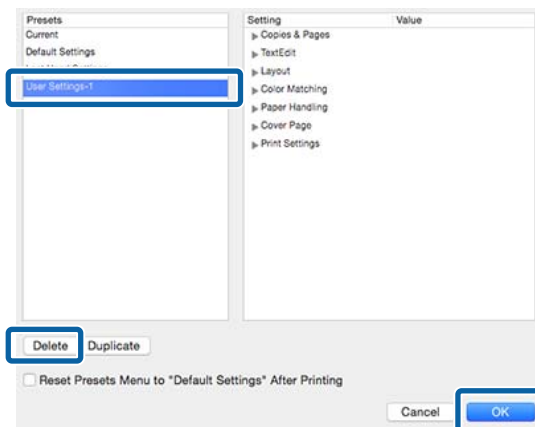 Presets
Current
Default Settings
User Settings-1
Delete
Duplicate
Setting
Value
Copies & Pages
TextEdit
Layout
Color Matching
Paper Handling
Cover Page
Print Settings
Reset Presets Menu to "Default Settings" After Printing
Cancel
OK